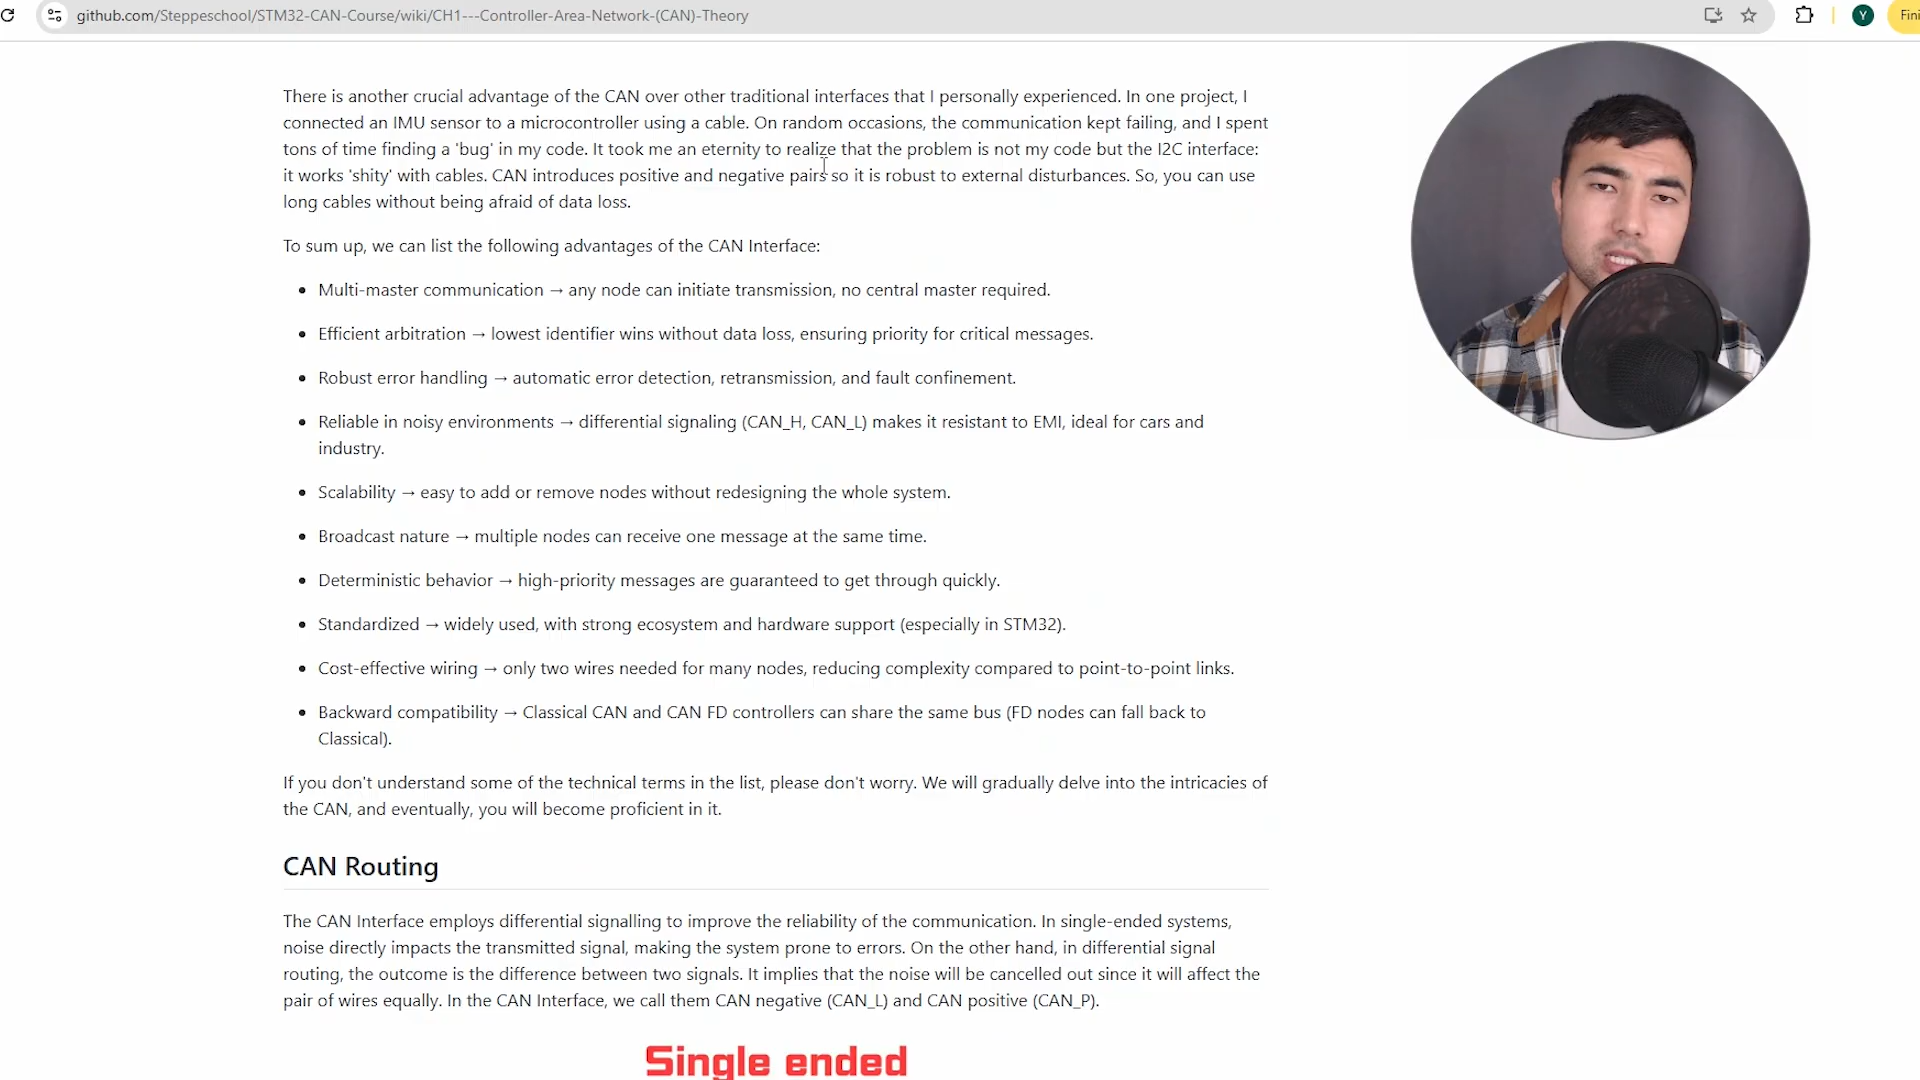 github.com/Steppeschool/STM32-CAN-Course/wiki/CH1---Controller-Area-Network-(CAN)-Theory
Y
Fini
There is another crucial advantage of the CAN over other traditional interfaces that I personally experienced. In one project, I
connected an IMU sensor to a microcontroller using a cable. On random occasions, the communication kept failing, and I spent
tons of time finding a 'bug' in my code. It took me an eternity to realize that the problem is not my code but the I2C interface:
it works 'shity' with cables. CAN introduces positive and negative pairs so it is robust to external disturbances. So, you can use
long cables without being afraid of data loss.
To sum up, we can list the following advantages of the CAN Interface:
• Multi-master communication → any node can initiate transmission, no central master required.
• Efficient arbitration → lowest identifier wins without data loss, ensuring priority for critical messages.
• Robust error handling → automatic error detection, retransmission, and fault confinement.
• Reliable in noisy environments → differential signaling (CAN_H, CAN_L) makes it resistant to EMI, ideal for cars and
industry.
• Scalability → easy to add or remove nodes without redesigning the whole system.
• Broadcast nature → multiple nodes can receive one message at the same time.
• Deterministic behavior → high-priority messages are guaranteed to get through quickly.
• Standardized → widely used, with strong ecosystem and hardware support (especially in STM32).
• Cost-effective wiring → only two wires needed for many nodes, reducing complexity compared to point-to-point links.
• Backward compatibility → Classical CAN and CAN FD controllers can share the same bus (FD nodes can fall back to
Classical).
If you don't understand some of the technical terms in the list, please don't worry. We will gradually delve into the intricacies of
the CAN, and eventually, you will become proficient in it.
CAN Routing
The CAN Interface employs differential signalling to improve the reliability of the communication. In single-ended systems,
noise directly impacts the transmitted signal, making the system prone to errors. On the other hand, in differential signal
routing, the outcome is the difference between two signals. It implies that the noise will be cancelled out since it will affect the
pair of wires equally. In the CAN Interface, we call them CAN negative (CAN_L) and CAN positive (CAN_P).
Single ended